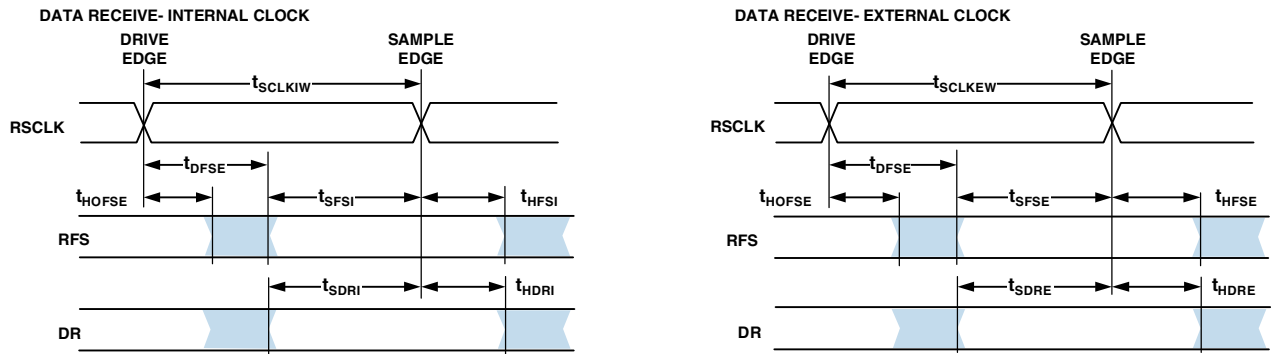 DATA RECEIVE- INTERNAL CLOCK
DRIVE
EDGE
SAMPLE
EDGE
tSCLKIW
RSCLK
tDFSE
tHOFSE
tSFSI
tHFSI
RFS
tSDRI
tHDRI
DR
DATA RECEIVE- EXTERNAL CLOCK
DRIVE
EDGE
SAMPLE
EDGE
tSCLKEW
RSCLK
tDFSE
tHOFSE
tSFSE
tHFSE
RFS
tSDRE
tHDRE
DR